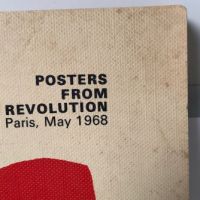 POSTERS
FROM
REVOLUTION
Paris, May 1968